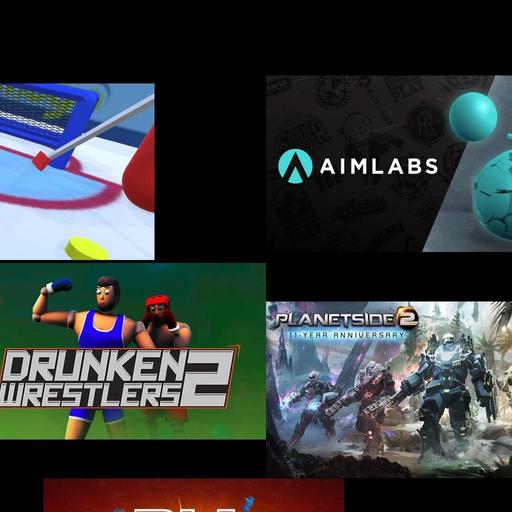 AIMLABS
DRUNKEN
WRESTLERS 2
PLANETSIDE 2
11-YEAR ANNIVERSARY